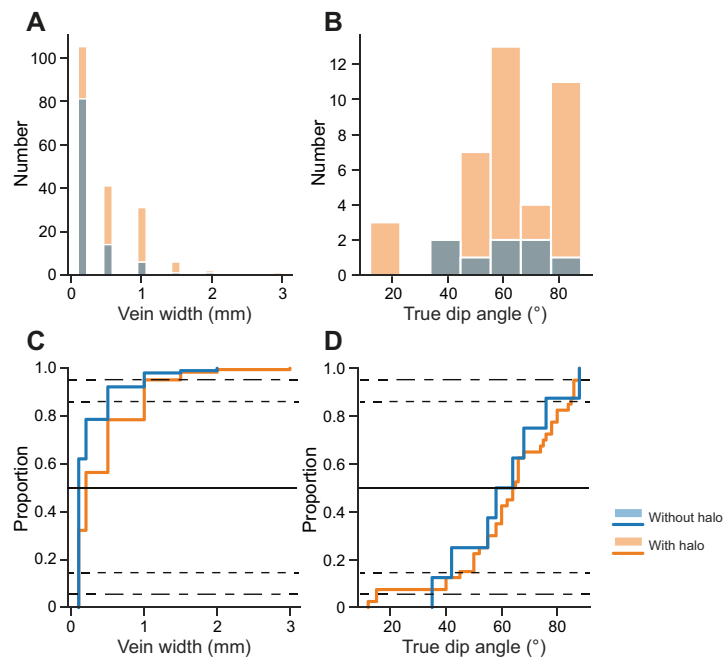 A
B
100
80
60
40
20
0
Number
0
1
2
3
Vein width (mm)
12
10
8
6
4
2
0
Number
20
40
60
80
True dip angle (°)
C
D
1.0
0.8
0.6
0.4
0.2
0
Proportion
0
1
2
3
Vein width (mm)
1.0
0.8
0.6
0.4
0.2
0
Proportion
20
40
60
80
True dip angle (°)
Without halo
With halo